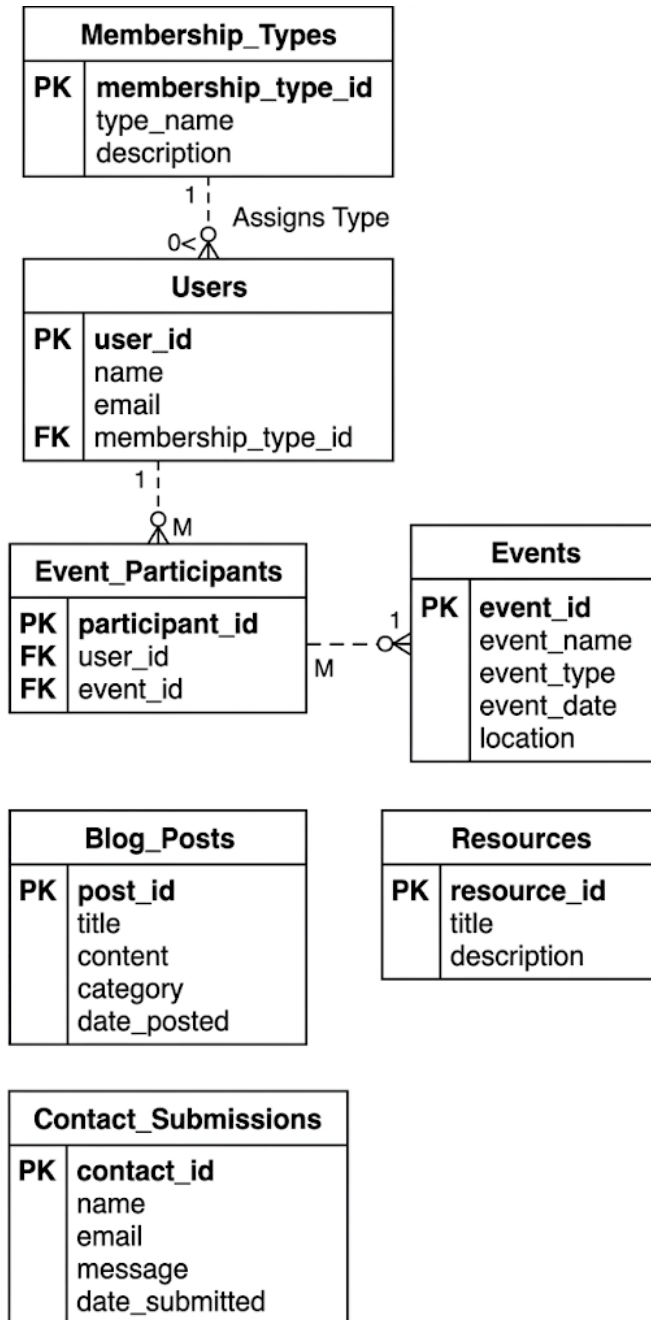 Membership_Types
PK membership_type_id
type_name
description
1
Assigns Type
0<
Users
PK user_id
name
email
FK membership_type_id
1
M
Event_Participants
PK participant_id
FK user_id
FK event_id
M
1
Events
PK event_id
event_name
event_type
event_date
location
Blog_Posts
PK post_id
title
content
category
date_posted
Resources
PK resource_id
title
description
Contact_Submissions
PK contact_id
name
email
message
date_submitted